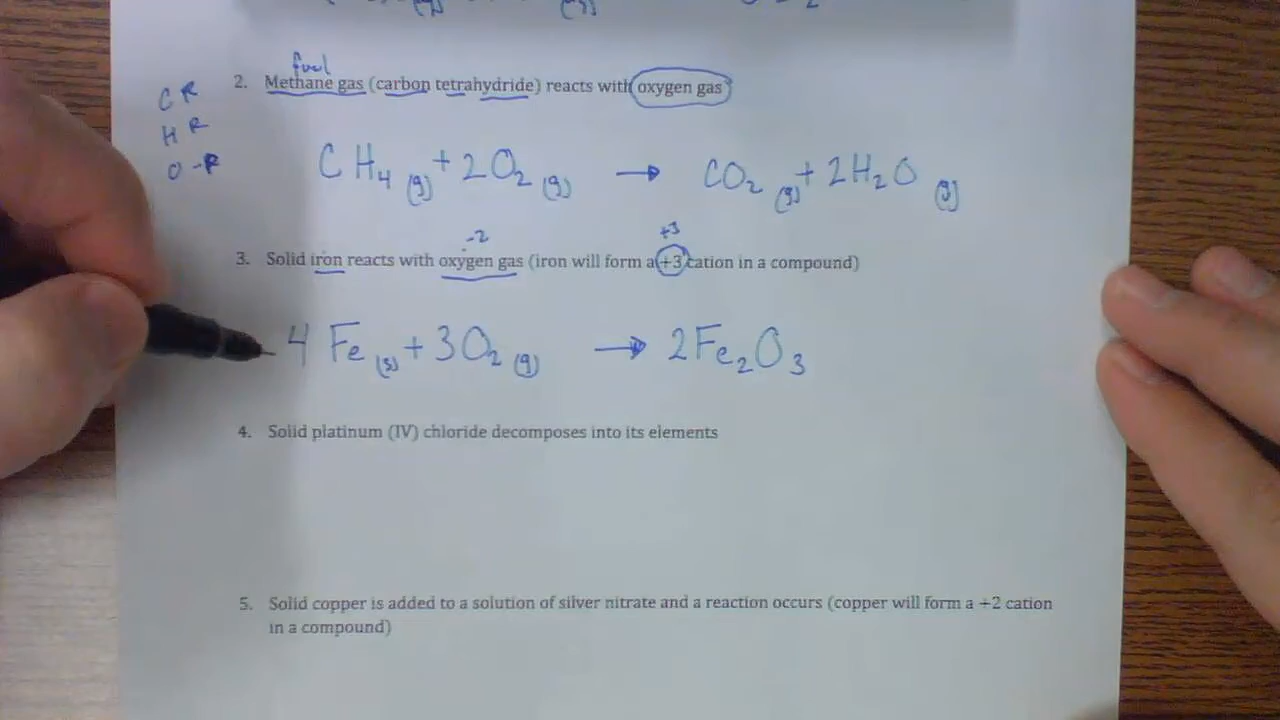 fuel
2. Methane gas (carbon tetrahydride) reacts with oxygen gas
C R
H R
O -R
CH4 (g) + 2O2 (g) → CO2 (g) + 2H2O (g)
-2 +3
3. Solid iron reacts with oxygen gas (iron will form a +3 cation in a compound)
4 Fe (s) + 3O2 (g) → 2Fe2O3
4. Solid platinum (IV) chloride decomposes into its elements
5. Solid copper is added to a solution of silver nitrate and a reaction occurs (copper will form a +2 cation
in a compound)